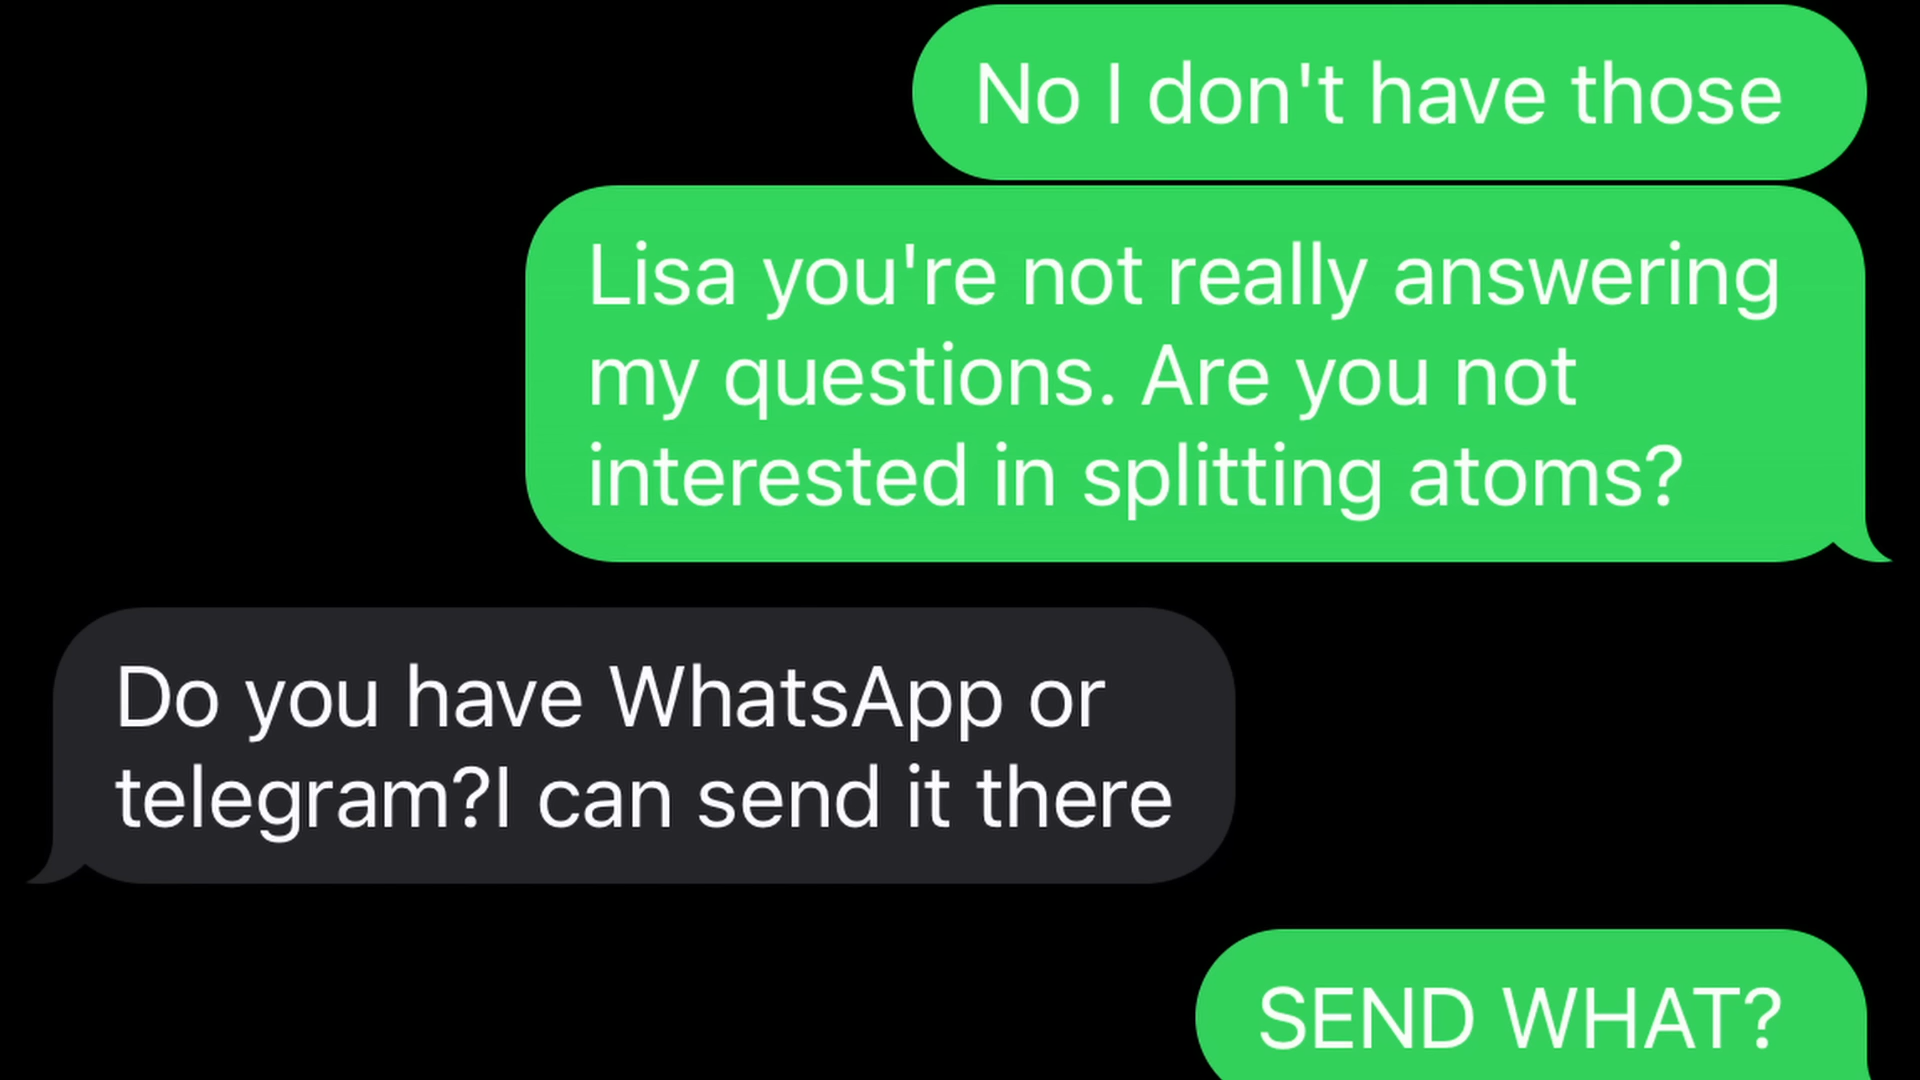 No I don't have those
Lisa you're not really answering
my questions. Are you not
interested in splitting atoms?
Do you have WhatsApp or
telegram?I can send it there
SEND WHAT?